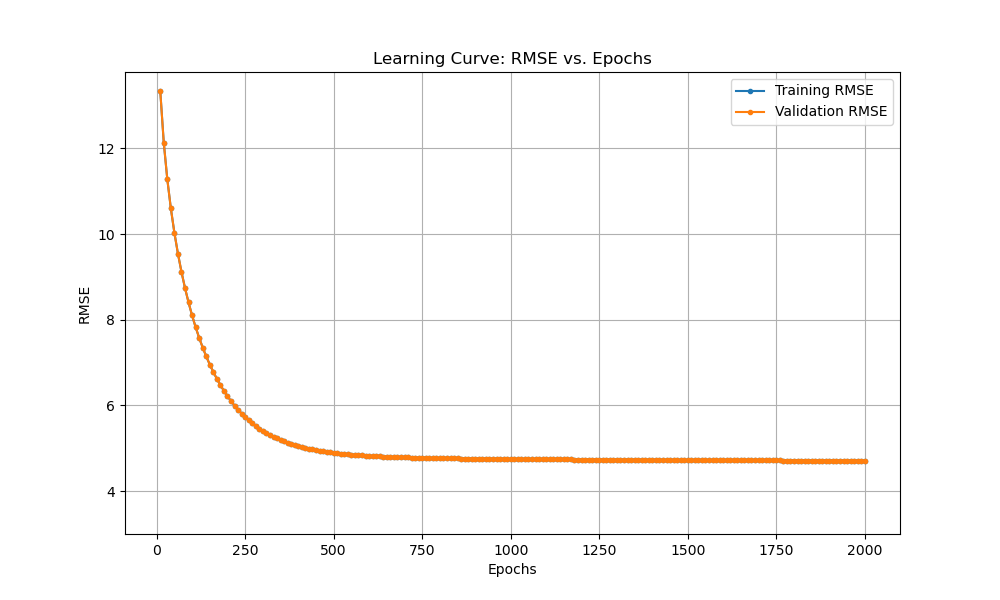 Learning Curve: RMSE vs. Epochs
Training RMSE
Validation RMSE
12
10
8
6
4
RMSE
0 250 500 750 1000 1250 1500 1750 2000
Epochs